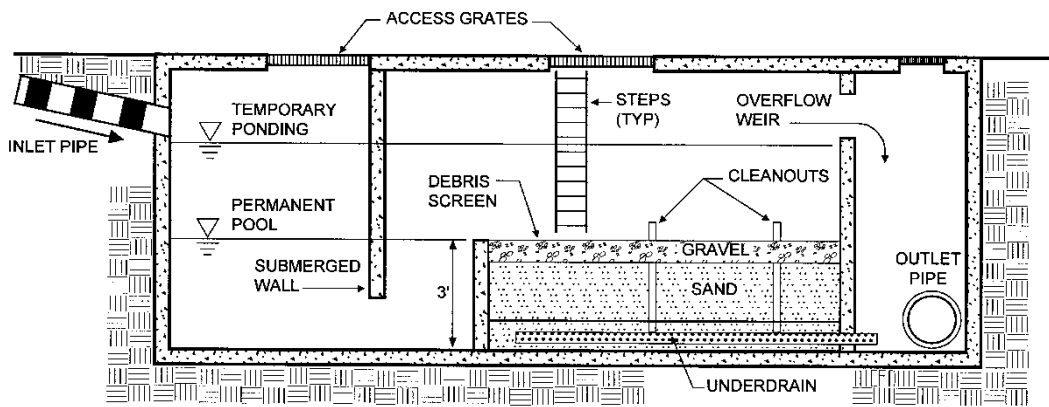 ACCESS GRATES
TEMPORARY
PONDING
STEPS
(TYP)
OVERFLOW
WEIR
INLET PIPE
CLEANOUTS
DEBRIS
SCREEN
PERMANENT
POOL
GRAVEL
SUBMERGED
WALL
3'
SAND
OUTLET
PIPE
UNDERDRAIN